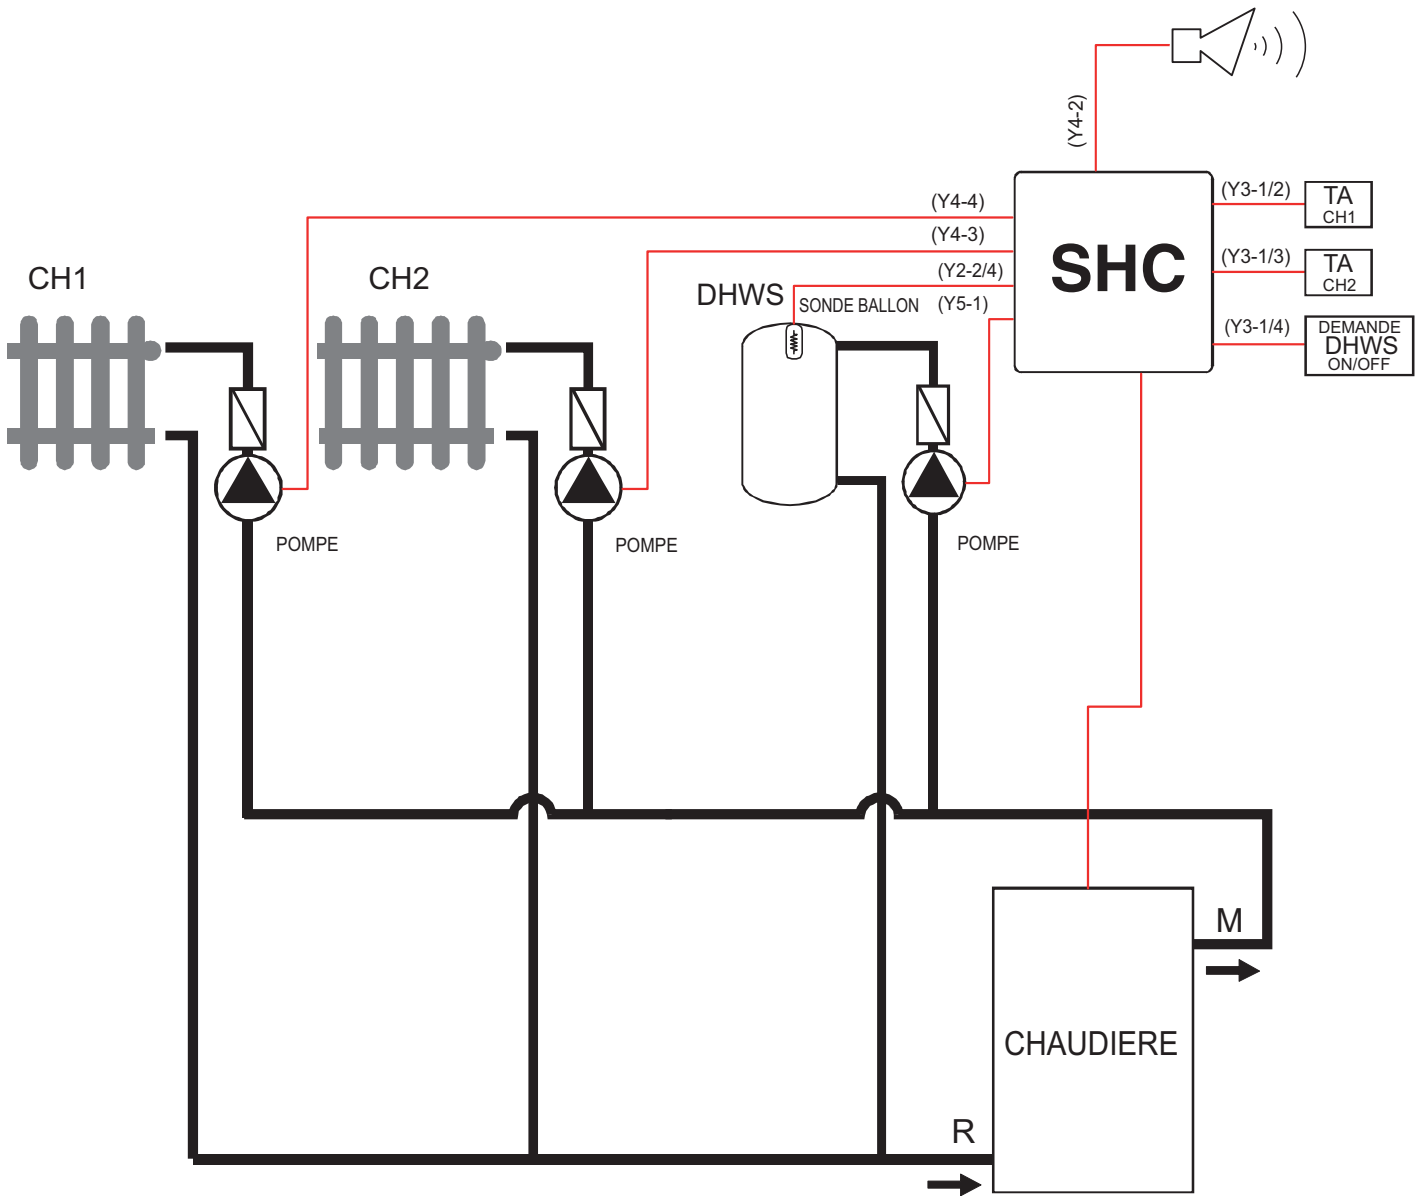 (Y4-2)
(Y4-4)
(Y3-1/2)
TA
CH1
(Y4-3)
SHC
(Y3-1/3)
TA
CH2
CH1
CH2
(Y2-2/4)
DHWS
SONDE BALLON
(Y5-1)
(Y3-1/4)
DEMANDE
DHWS
ON/OFF
POMPE
POMPE
POMPE
M
CHAUDIERE
R